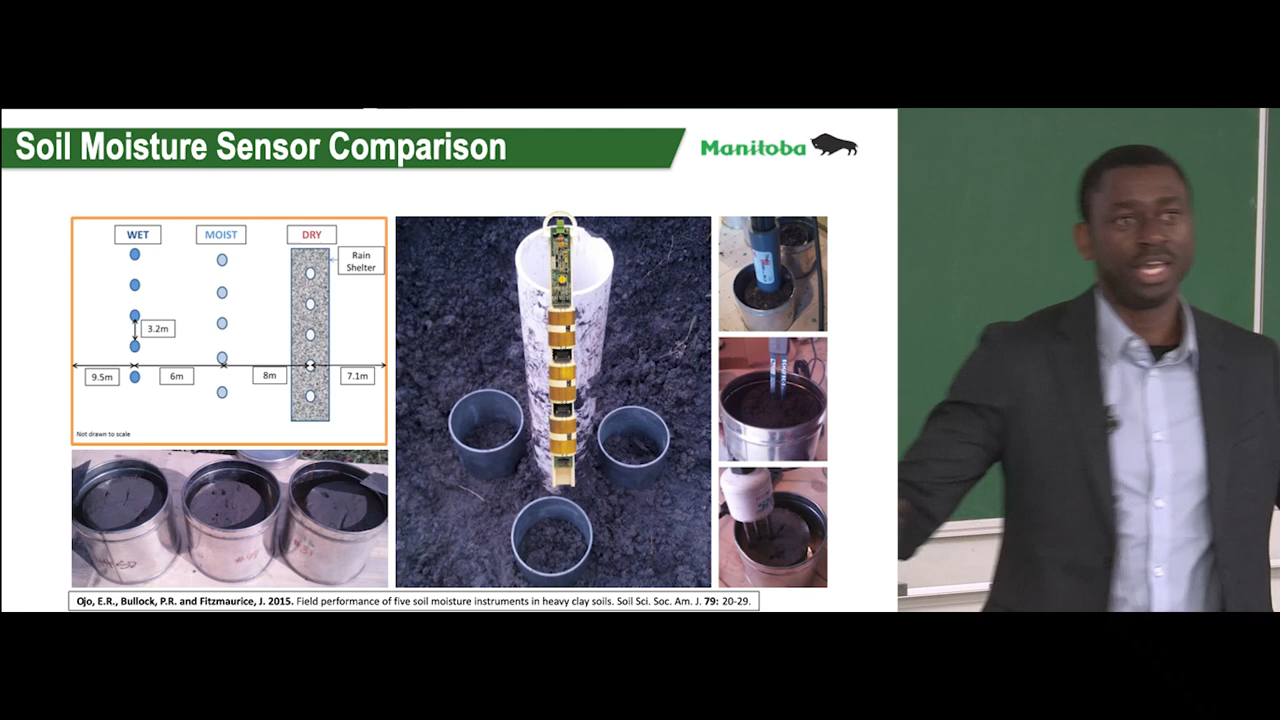 Soil Moisture Sensor Comparison
Manitoba
WET
MOIST
DRY
Rain
Shelter
3.2m
9.5m
6m
8m
7.1m
Not drawn to scale
Ojo, E.R., Bullock, P.R. and Fitzmaurice, J. 2015. Field performance of five soil moisture instruments in heavy clay soils. Soil Sci. Soc. Am. J. 79: 20-29.